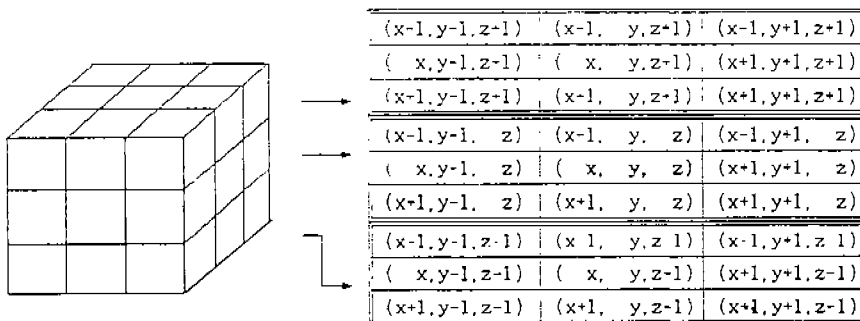 (x-1,y-1,z+1) (x-1, y,z+1) (x-1,y+1,z+1)
( x,y-1,z+1) ( x, y,z+1) (x+1,y+1,z+1)
(x+1,y-1,z+1) (x+1, y,z+1) (x+1,y+1,z+1)
(x-1,y-1, z) (x-1, y, z) (x-1,y+1, z)
( x,y-1, z) ( x, y, z) (x+1,y+1, z)
(x+1,y-1, z) (x+1, y, z) (x+1,y+1, z)
(x-1,y-1,z-1) (x-1, y,z-1) (x-1,y+1,z-1)
( x,y-1,z-1) ( x, y,z-1) (x+1,y+1,z-1)
(x+1,y-1,z-1) (x+1, y,z-1) (x+1,y+1,z-1)